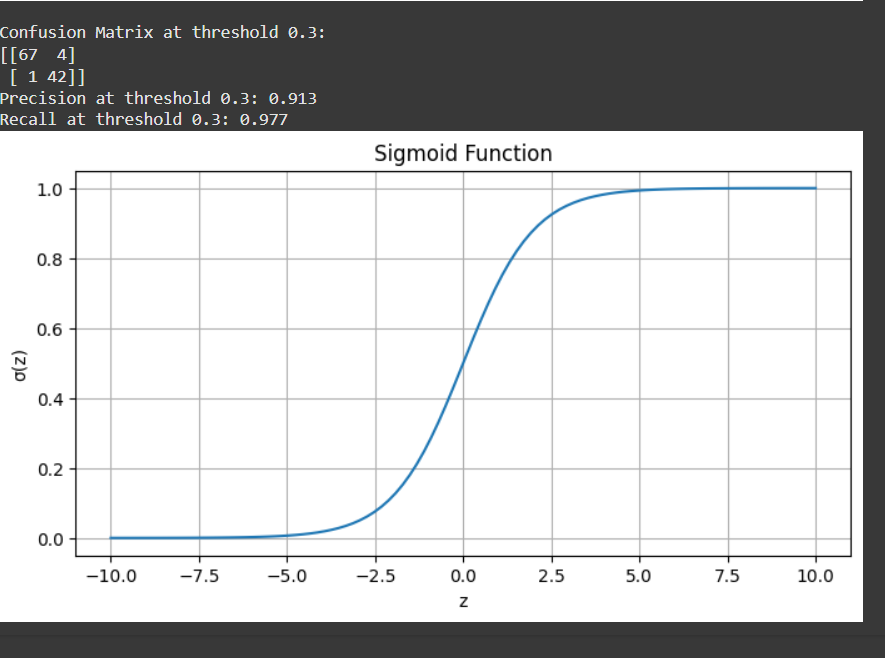 Confusion Matrix at threshold 0.3:
[[67  4]
 [ 1 42]]
Precision at threshold 0.3: 0.913
Recall at threshold 0.3: 0.977
Sigmoid Function
1.0
0.8
0.6
0.4
0.2
0.0
σ(z)
−10.0 −7.5 −5.0 −2.5 0.0 2.5 5.0 7.5 10.0
z